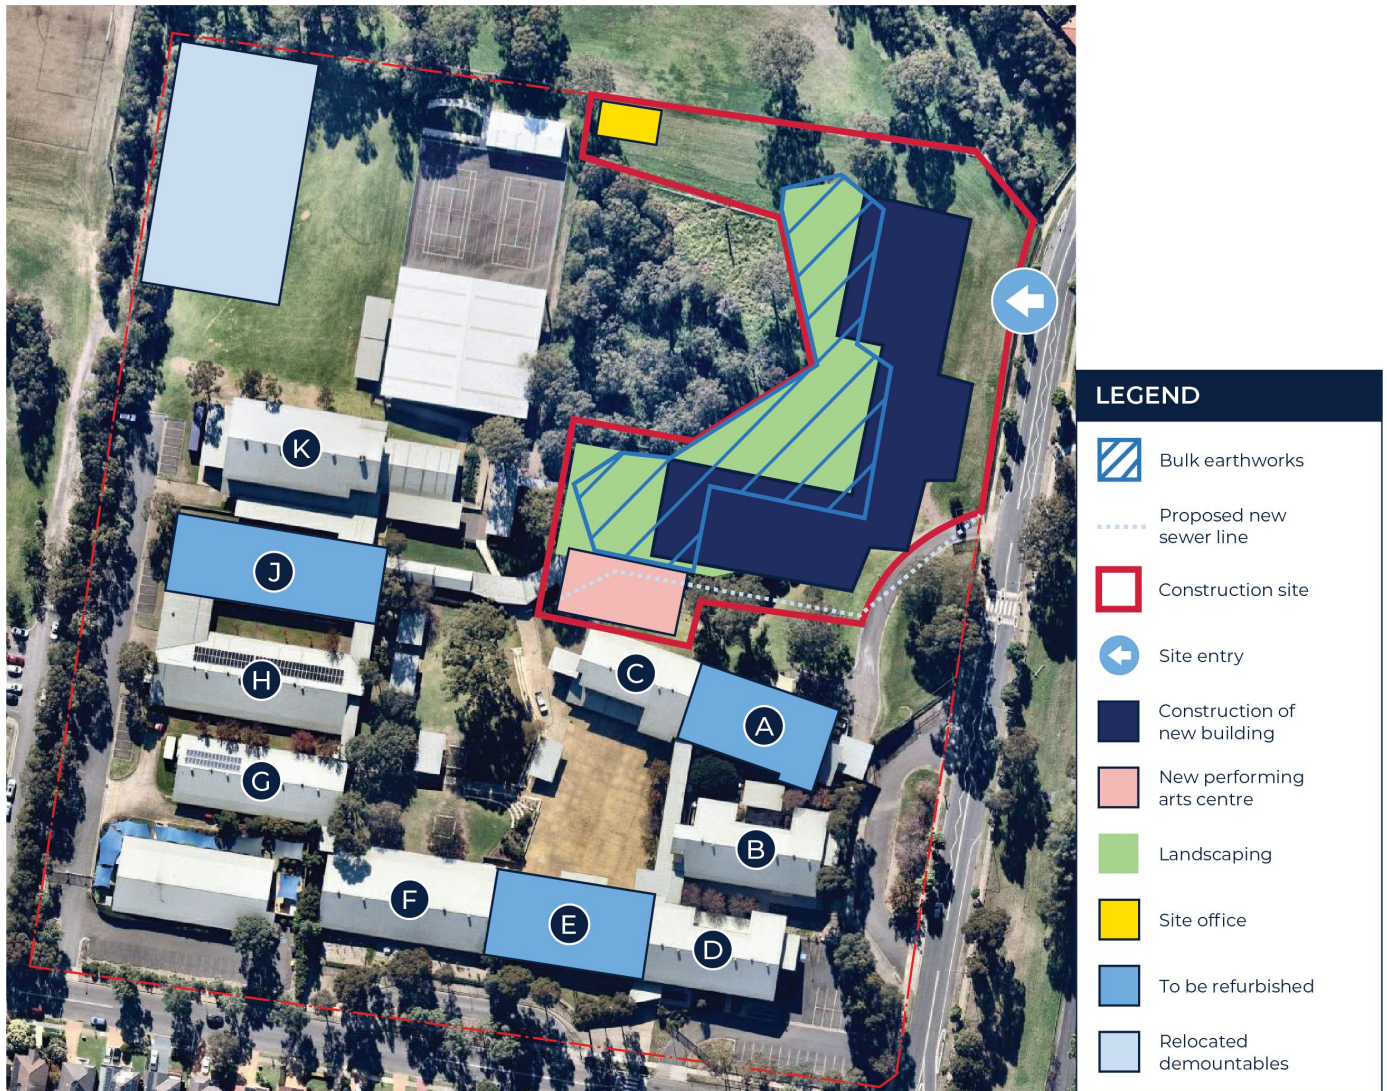 K
J
H
G
C
A
B
F
E
D
LEGEND
Bulk earthworks
Proposed new
sewer line
Construction site
Site entry
Construction of
new building
New performing
arts centre
Landscaping
Site office
To be refurbished
Relocated
demountables